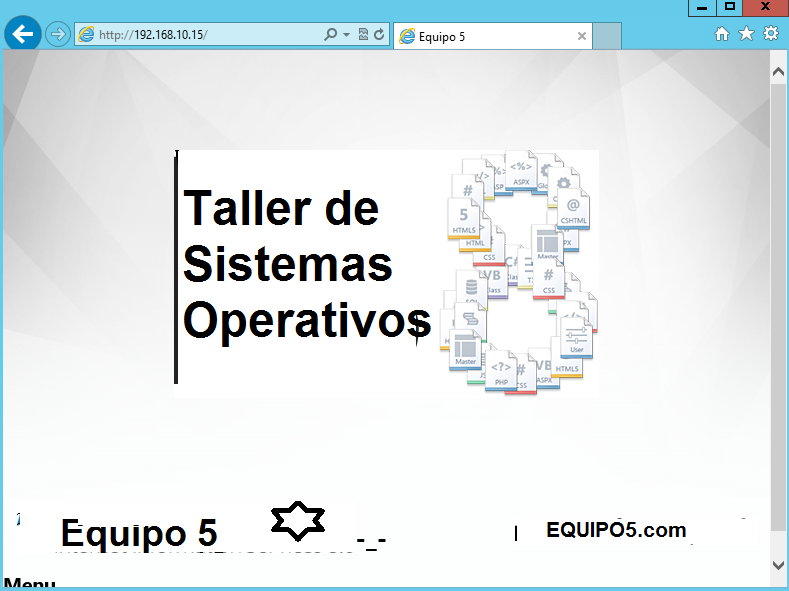 http://192.168.10.15/
Equipo 5
Taller de
Sistemas
Operativos
<%>
ASPX
#
@
CSHTML
5
HTML5
HTML
CSS
Master
#
CSS
VB
User
Master
<?>
PHP
#
CSS
VB
ASPX
HTML5
Equipo 5
-_-
|
EQUIPO5.com
Menu